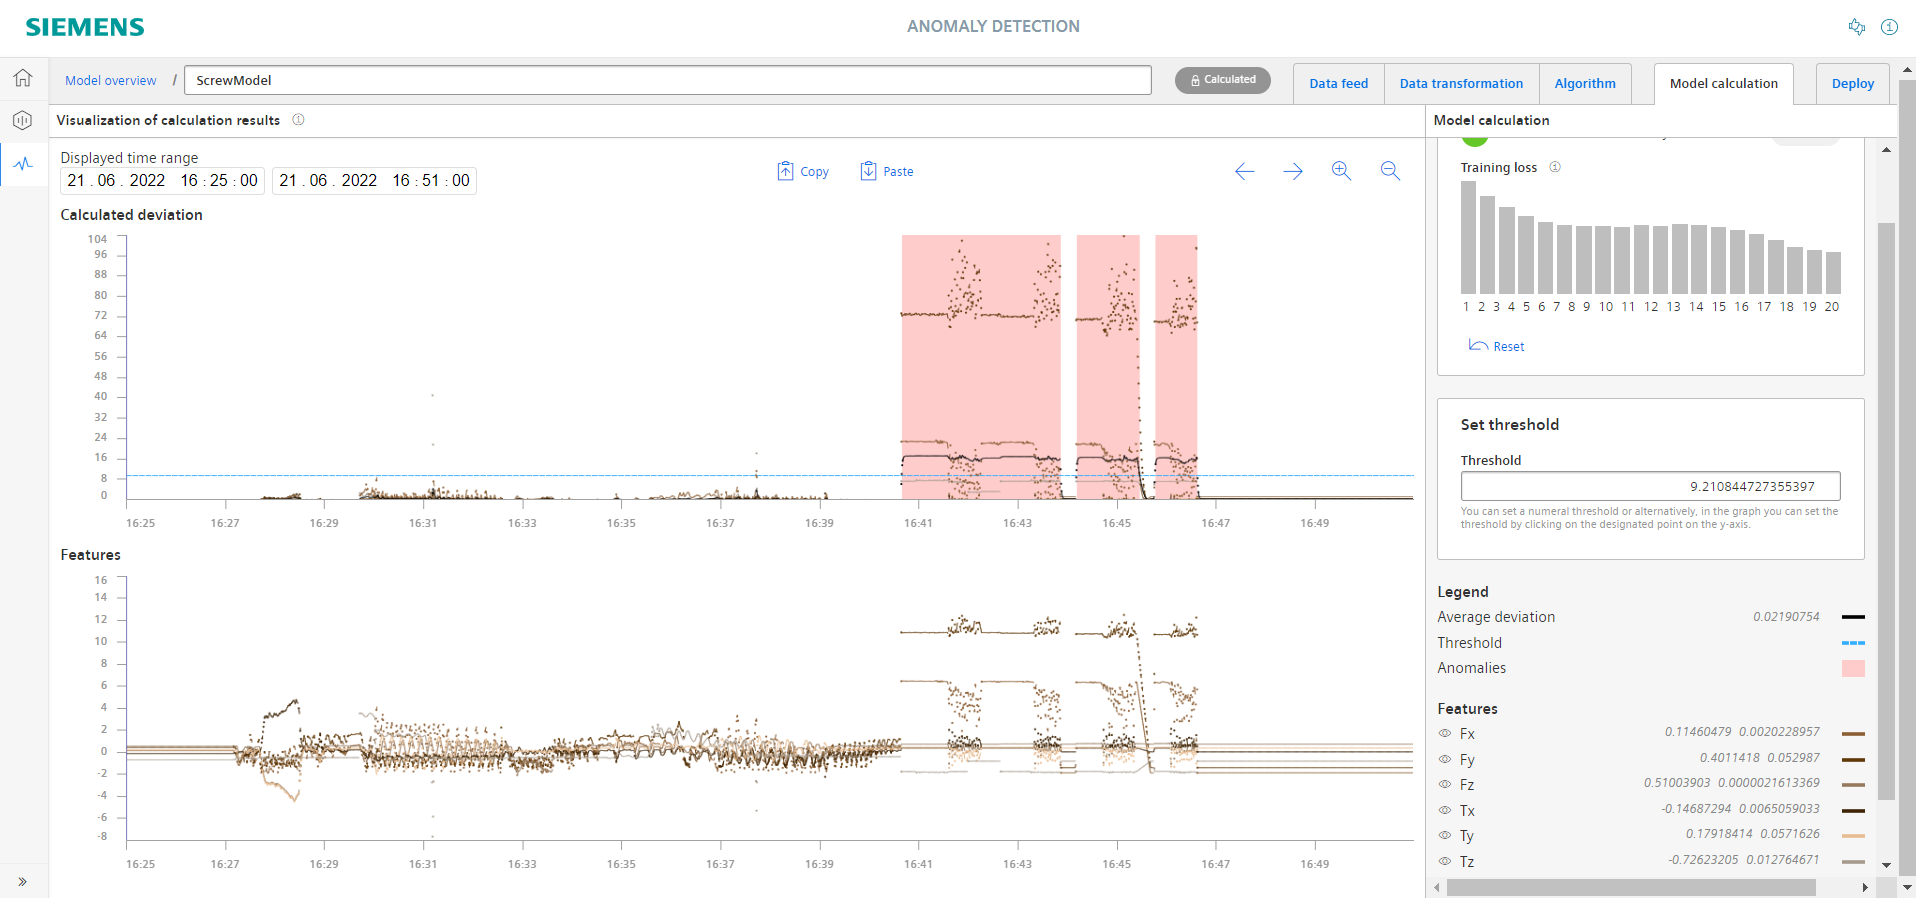 SIEMENS
ANOMALY DETECTION
Model overview / ScrewModel
Calculated
Data feed
Data transformation
Algorithm
Model calculation
Deploy
Visualization of calculation results
Displayed time range
21 . 06 . 2022 16 : 25 : 00
21 . 06 . 2022 16 : 51 : 00
Copy
Paste
Calculated deviation
104
96
88
80
72
64
56
48
40
32
24
16
8
0
16:25 16:27 16:29 16:31 16:33 16:35 16:37 16:39 16:41 16:43 16:45 16:47 16:49
Features
16
14
12
10
8
6
4
2
0
-2
-4
-6
-8
16:25 16:27 16:29 16:31 16:33 16:35 16:37 16:39 16:41 16:43 16:45 16:47 16:49
Model calculation
Training loss
1 2 3 4 5 6 7 8 9 10 11 12 13 14 15 16 17 18 19 20
Reset
Set threshold
Threshold
9.210844727355397
You can set a numeral threshold or alternatively, in the graph you can set the
threshold by clicking on the designated point on the y-axis.
Legend
Average deviation 0.02190754
Threshold
Anomalies
Features
Fx 0.11460479 0.0020228957
Fy 0.4011418 0.052987
Fz 0.51003903 0.0000021613369
Tx -0.14687294 0.0065059033
Ty 0.17918414 0.0571626
Tz -0.72623205 0.012764671